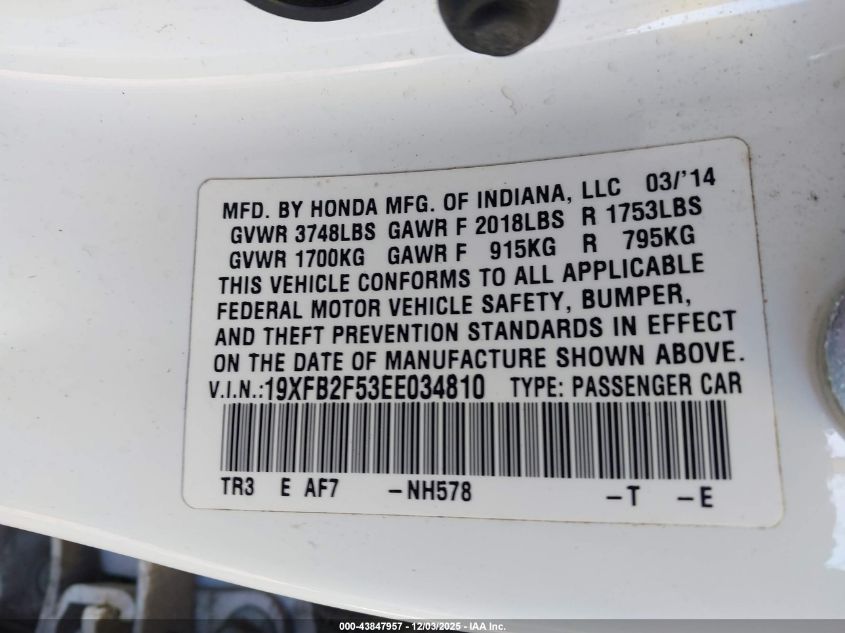 MFD. BY HONDA MFG. OF INDIANA, LLC 03/'14
GVWR 3748LBS GAWR F 2018LBS R 1753LBS
GVWR 1700KG GAWR F 915KG R 795KG
THIS VEHICLE CONFORMS TO ALL APPLICABLE
FEDERAL MOTOR VEHICLE SAFETY, BUMPER,
AND THEFT PREVENTION STANDARDS IN EFFECT
ON THE DATE OF MANUFACTURE SHOWN ABOVE.
V.I.N.:19XFB2F53EE034810 TYPE: PASSENGER CAR
TR3 E AF7 -NH578 -T -E
000-43847957 - 12/03/2025 - IAA Inc.